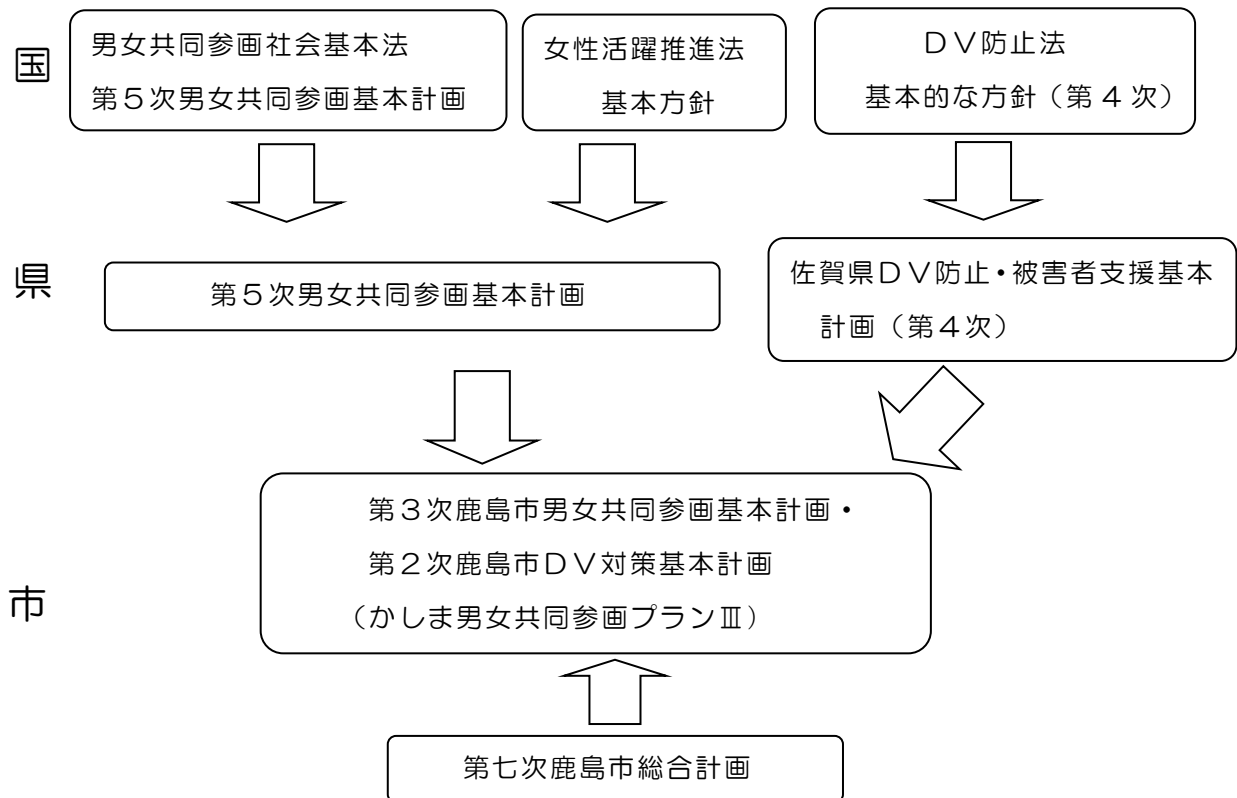 国
男女共同参画社会基本法
第５次男女共同参画基本計画
女性活躍推進法
基本方針
ＤＶ防止法
基本的な方針（第４次）
県
第５次男女共同参画基本計画
佐賀県ＤＶ防止・被害者支援基本
計画（第４次）
市
第３次鹿島市男女共同参画基本計画・
第２次鹿島市ＤＶ対策基本計画
（かしま男女共同参画プランⅢ）
第七次鹿島市総合計画